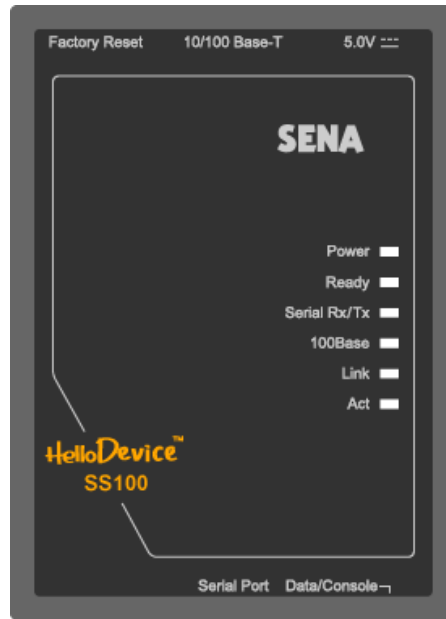 Factory Reset 10/100 Base-T 5.0V
SENA
Power
Ready
Serial Rx/Tx
100Base
Link
Act
HelloDevice™
SS100
Serial Port Data/Console